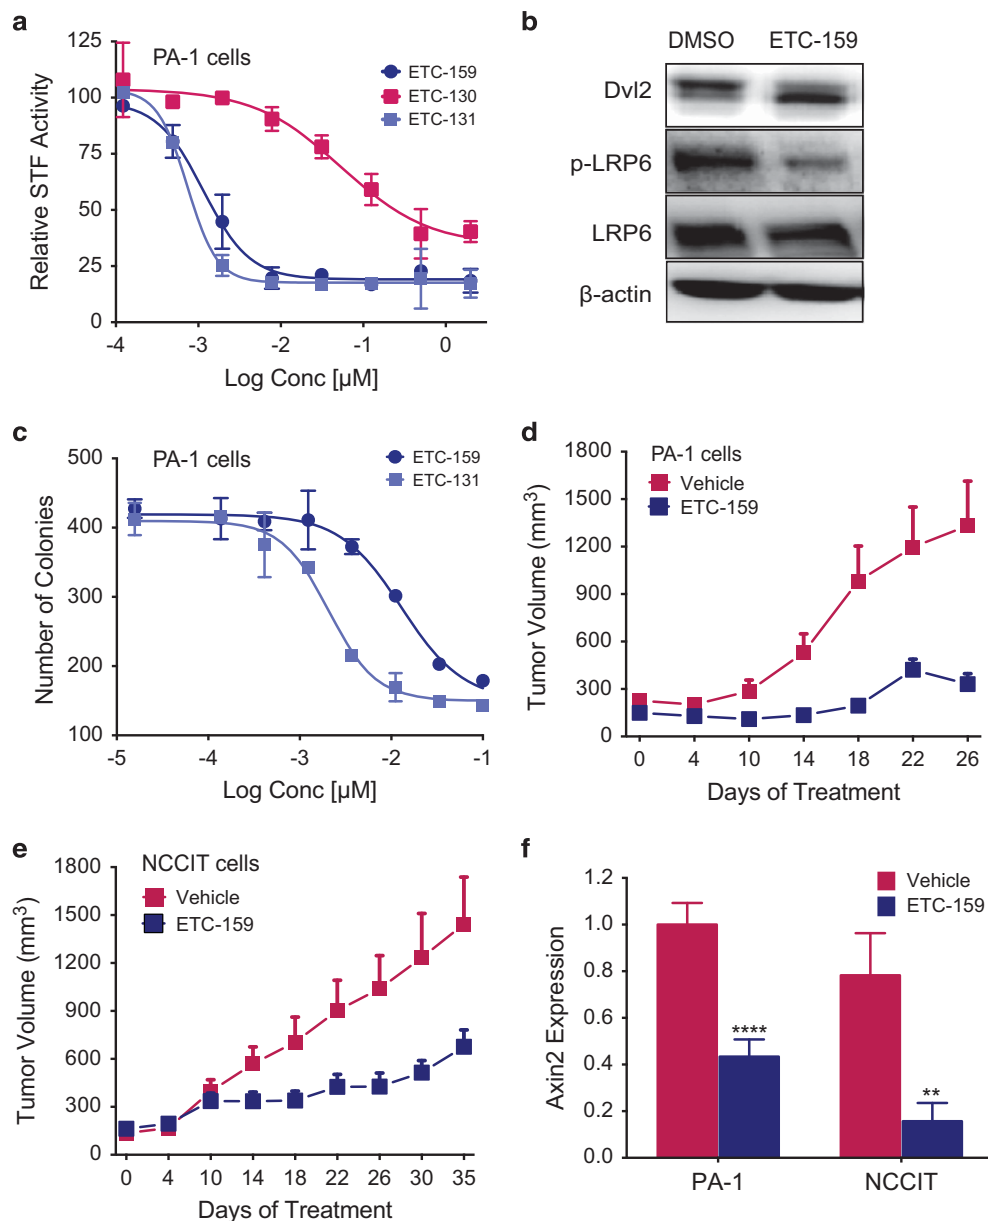 a
PA-1 cells
ETC-159
ETC-130
ETC-131
Relative STF Activity
125
100
75
50
25
0
-4 -3 -2 -1 0
Log Conc [µM]
b
DMSO ETC-159
Dvl2
p-LRP6
LRP6
β-actin
c
PA-1 cells
ETC-159
ETC-131
Number of Colonies
500
400
300
200
100
-5 -4 -3 -2 -1
Log Conc [µM]
d
PA-1 cells
Vehicle
ETC-159
Tumor Volume (mm³)
1800
1500
1200
900
600
300
0
0 4 10 14 18 22 26
Days of Treatment
e
NCCIT cells
Vehicle
ETC-159
Tumor Volume (mm³)
1800
1500
1200
900
600
300
0
0 4 10 14 18 22 26 30 35
Days of Treatment
f
Vehicle
ETC-159
Axin2 Expression
1.2
1.0
0.8
0.6
0.4
0.2
0.0
****
**
PA-1 NCCIT